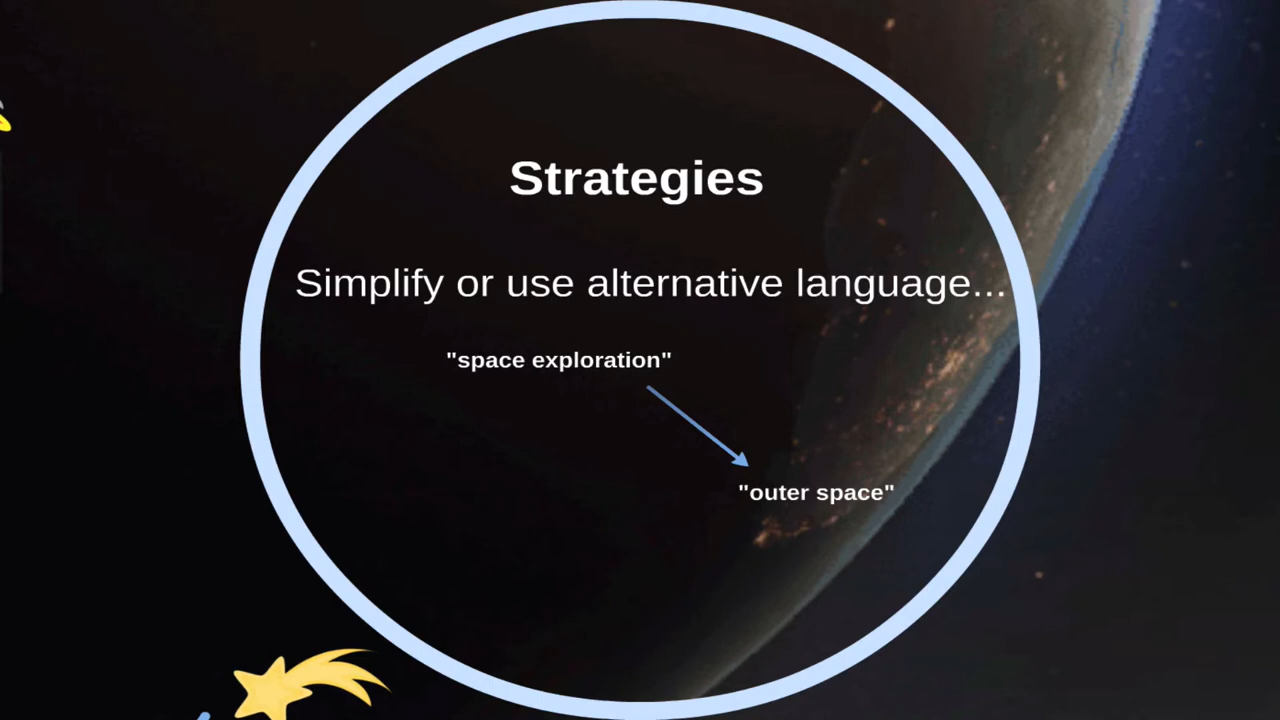 Strategies
Simplify or use alternative language...
"space exploration"
"outer space"